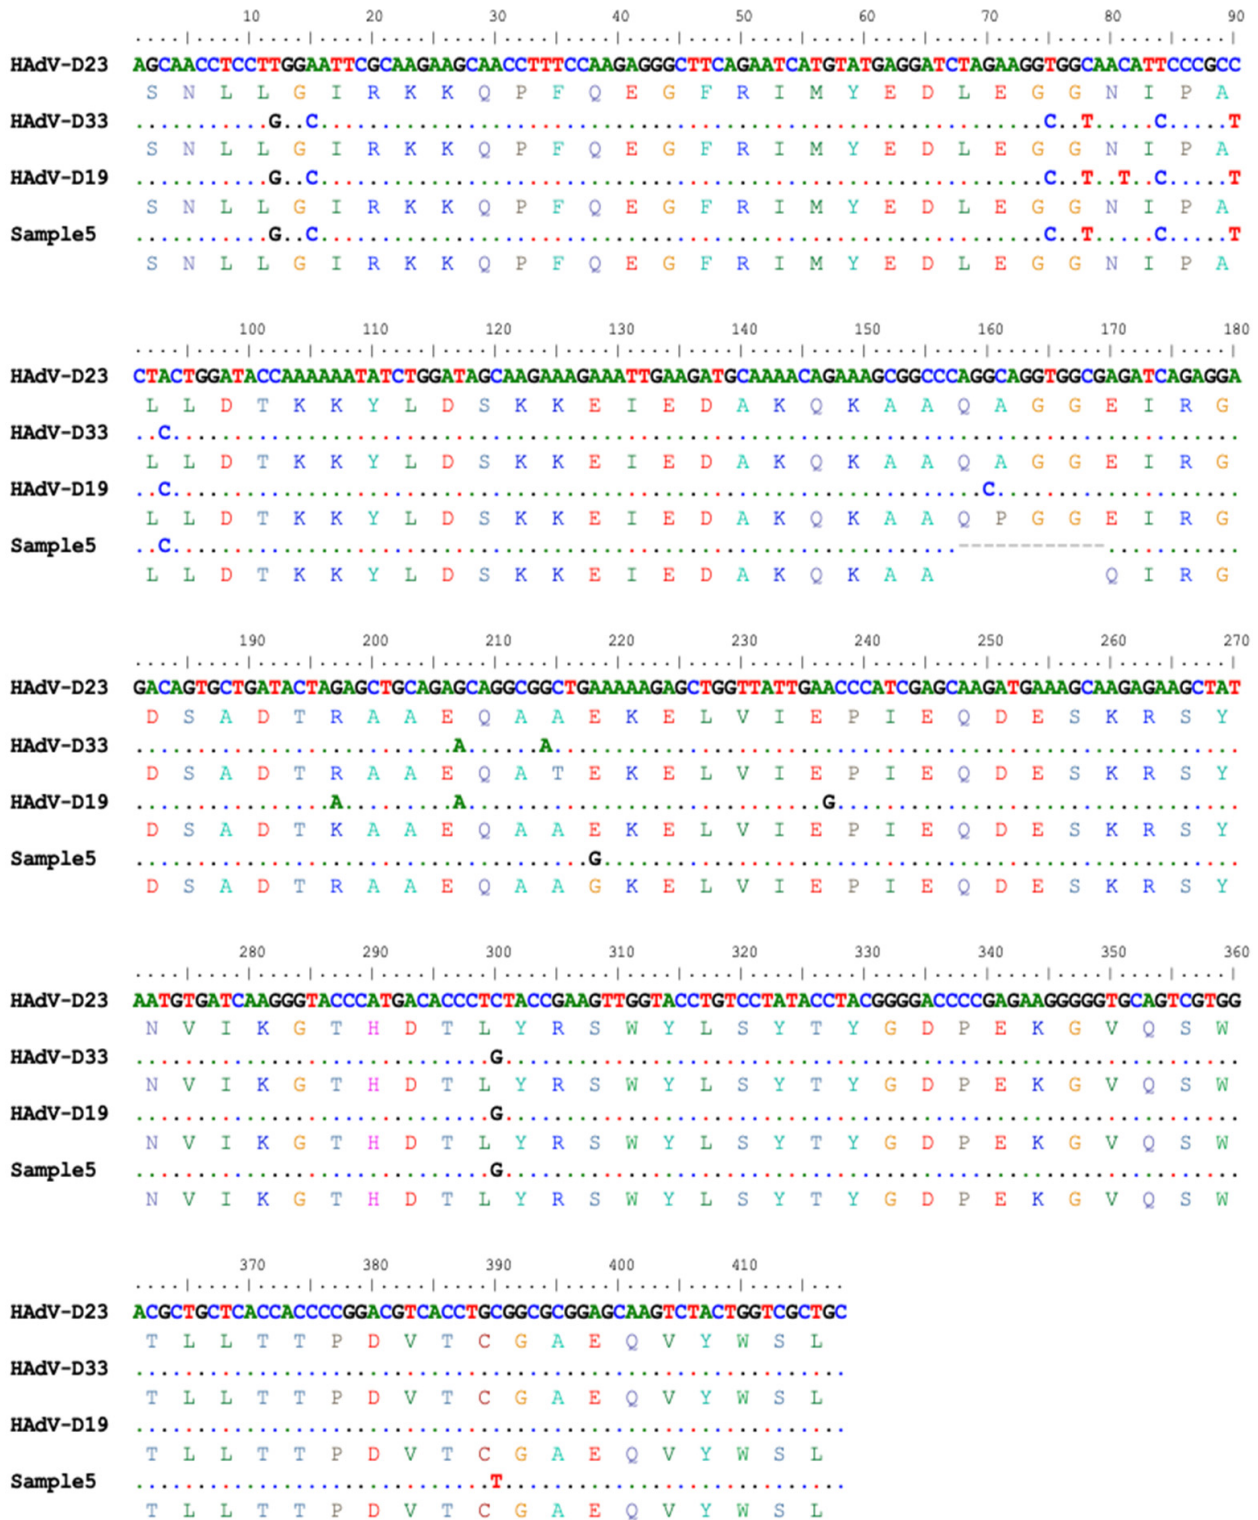 10 20 30 40 50 60 70 80 90
HAdV-D23 AGCAACCTCCTTGGAATTCGCAAGAAGCAACCTTTCCAAGAGGGCTTCAGAATCATGTATGAGGATCTAGAAGGTGGCAACATTCCCGCC
S N L L G I R K K Q P F Q E G F R I M Y E D L E G G N I P A
HAdV-D33 ...........G..C...........................................................C..T.....C.....T
S N L L G I R K K Q P F Q E G F R I M Y E D L E G G N I P A
HAdV-D19 ...........G..C...........................................................C..T..T..C.....T
S N L L G I R K K Q P F Q E G F R I M Y E D L E G G N I P A
Sample5 ...........G..C...........................................................C..T.....C.....T
S N L L G I R K K Q P F Q E G F R I M Y E D L E G G N I P A
100 110 120 130 140 150 160 170 180
HAdV-D23 CTACTGGATACCAAAAAATATCTGGATAGCAAGAAAGAAATTGAAGATGCAAAACAGAAAGCGGCCCAGGCAGGTGGCGAGATCAGAGGA
L L D T K K Y L D S K K E I E D A K Q K A A Q A G G E I R G
HAdV-D33 ..C.......................................................................................
L L D T K K Y L D S K K E I E D A K Q K A A Q A G G E I R G
HAdV-D19 ..C..................................................................C....................
L L D T K K Y L D S K K E I E D A K Q K A A Q P G G E I R G
Sample5 ..C................................................................------------...........
L L D T K K Y L D S K K E I E D A K Q K A A Q I R G
190 200 210 220 230 240 250 260 270
HAdV-D23 GACAGTGCTGATACTAGAGCTGCAGAGCAGGCGGCTGAAAAAGAGCTGGTTATTGAACCCATCGAGCAAGATGAAAGCAAGAGAAGCTAT
D S A D T R A A E Q A A E K E L V I E P I E Q D E S K R S Y
HAdV-D33 ..........................A......A........................................................
D S A D T R A A E Q A T E K E L V I E P I E Q D E S K R S Y
HAdV-D19 ................A.........A.............................G.................................
D S A D T K A A E Q A A E K E L V I E P I E Q D E S K R S Y
Sample5 .....................................G....................................................
D S A D T R A A E Q A A G K E L V I E P I E Q D E S K R S Y
280 290 300 310 320 330 340 350 360
HAdV-D23 AATGTGATCAAGGGTACCCATGACACCCTCTACCGAAGTTGGTACCTGTCCTATACCTACGGGGACCCCGAGAAGGGGGTGCAGTCGTGG
N V I K G T H D T L Y R S W Y L S Y T Y G D P E K G V Q S W
HAdV-D33 .............................G............................................................
N V I K G T H D T L Y R S W Y L S Y T Y G D P E K G V Q S W
HAdV-D19 .............................G............................................................
N V I K G T H D T L Y R S W Y L S Y T Y G D P E K G V Q S W
Sample5 .............................G............................................................
N V I K G T H D T L Y R S W Y L S Y T Y G D P E K G V Q S W
370 380 390 400 410
HAdV-D23 ACGCTGCTCACCACCCCGGACGTCACCTGCGGCGCGGAGCAAGTCTACTGGTCGCTGC
T L L T T P D V T C G A E Q V Y W S L
HAdV-D33 ..........................................................
T L L T T P D V T C G A E Q V Y W S L
HAdV-D19 ..........................................................
T L L T T P D V T C G A E Q V Y W S L
Sample5 .............................T............................
T L L T T P D V T C G A E Q V Y W S L